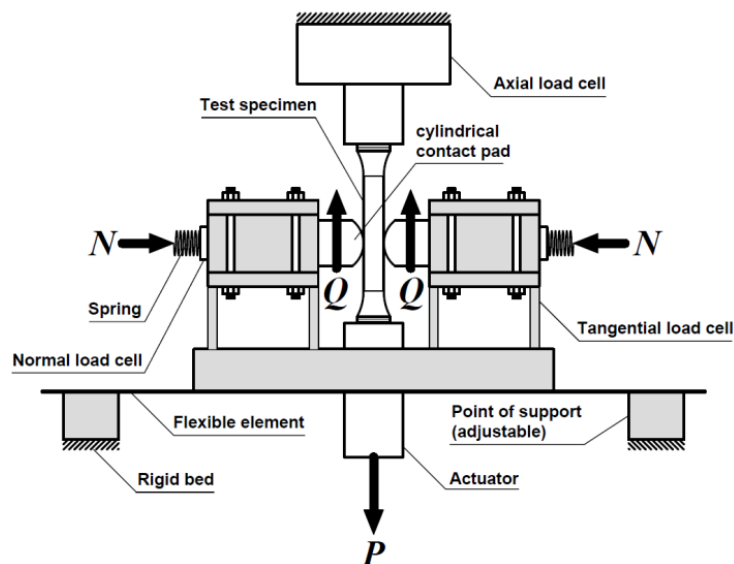 Axial load cell
Test specimen
cylindrical
contact pad
N
N
Q
Q
Spring
Tangential load cell
Normal load cell
Flexible element
Point of support
(adjustable)
Rigid bed
Actuator
P